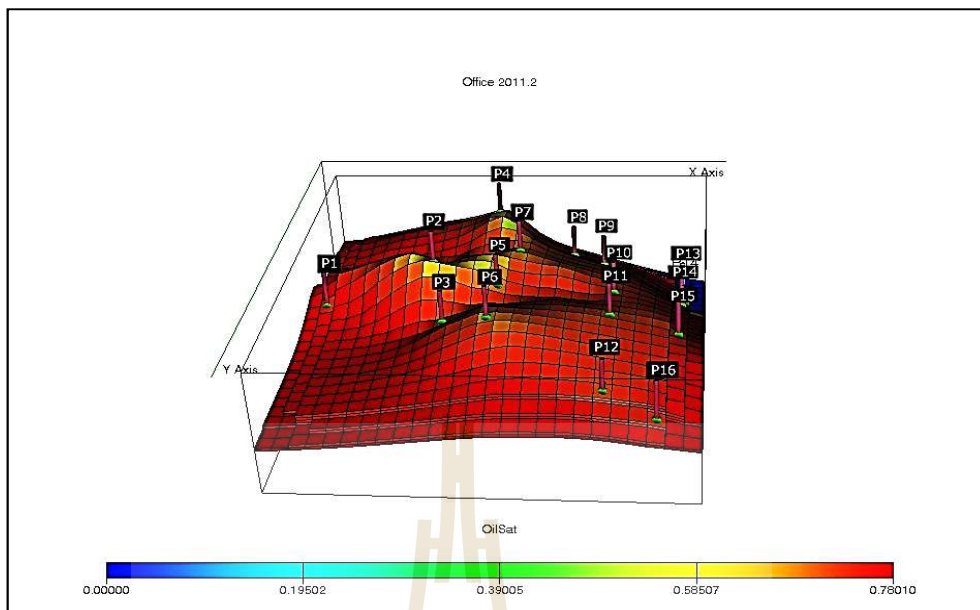 Office 2011.2
X Axis
P4
P7
P2
P8
P9
P5
P10
P13
P1
P3
P6
P11
P14
P15
Y Axis
P12
P16
OilSat
0.00000 0.19502 0.39005 0.58507 0.78010